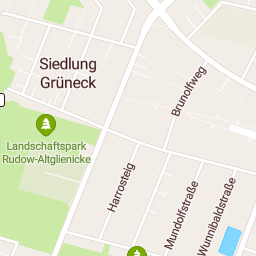 Siedlung
Grüneck
Brunolfweg
Landschaftspark
Rudow-Altglienicke
Harrosteig
Mundolfstraße
Wunnibaldstraße